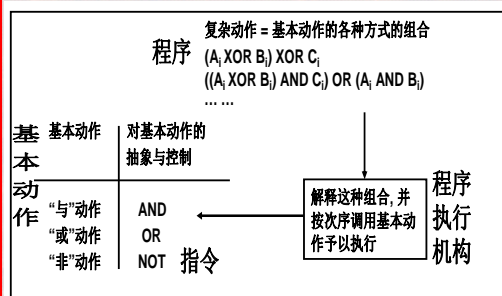 复杂动作 = 基本动作的各种方式的组合
程序
(Ai XOR Bi) XOR Ci
((Ai XOR Bi) AND Ci) OR (Ai AND Bi)
... ...
基本动作
基本动作
对基本动作的
抽象与控制
“与”动作 AND
“或”动作 OR
“非”动作 NOT 指令
解释这种组合, 并
按次序调用基本动
作予以执行
程序
执行
机构